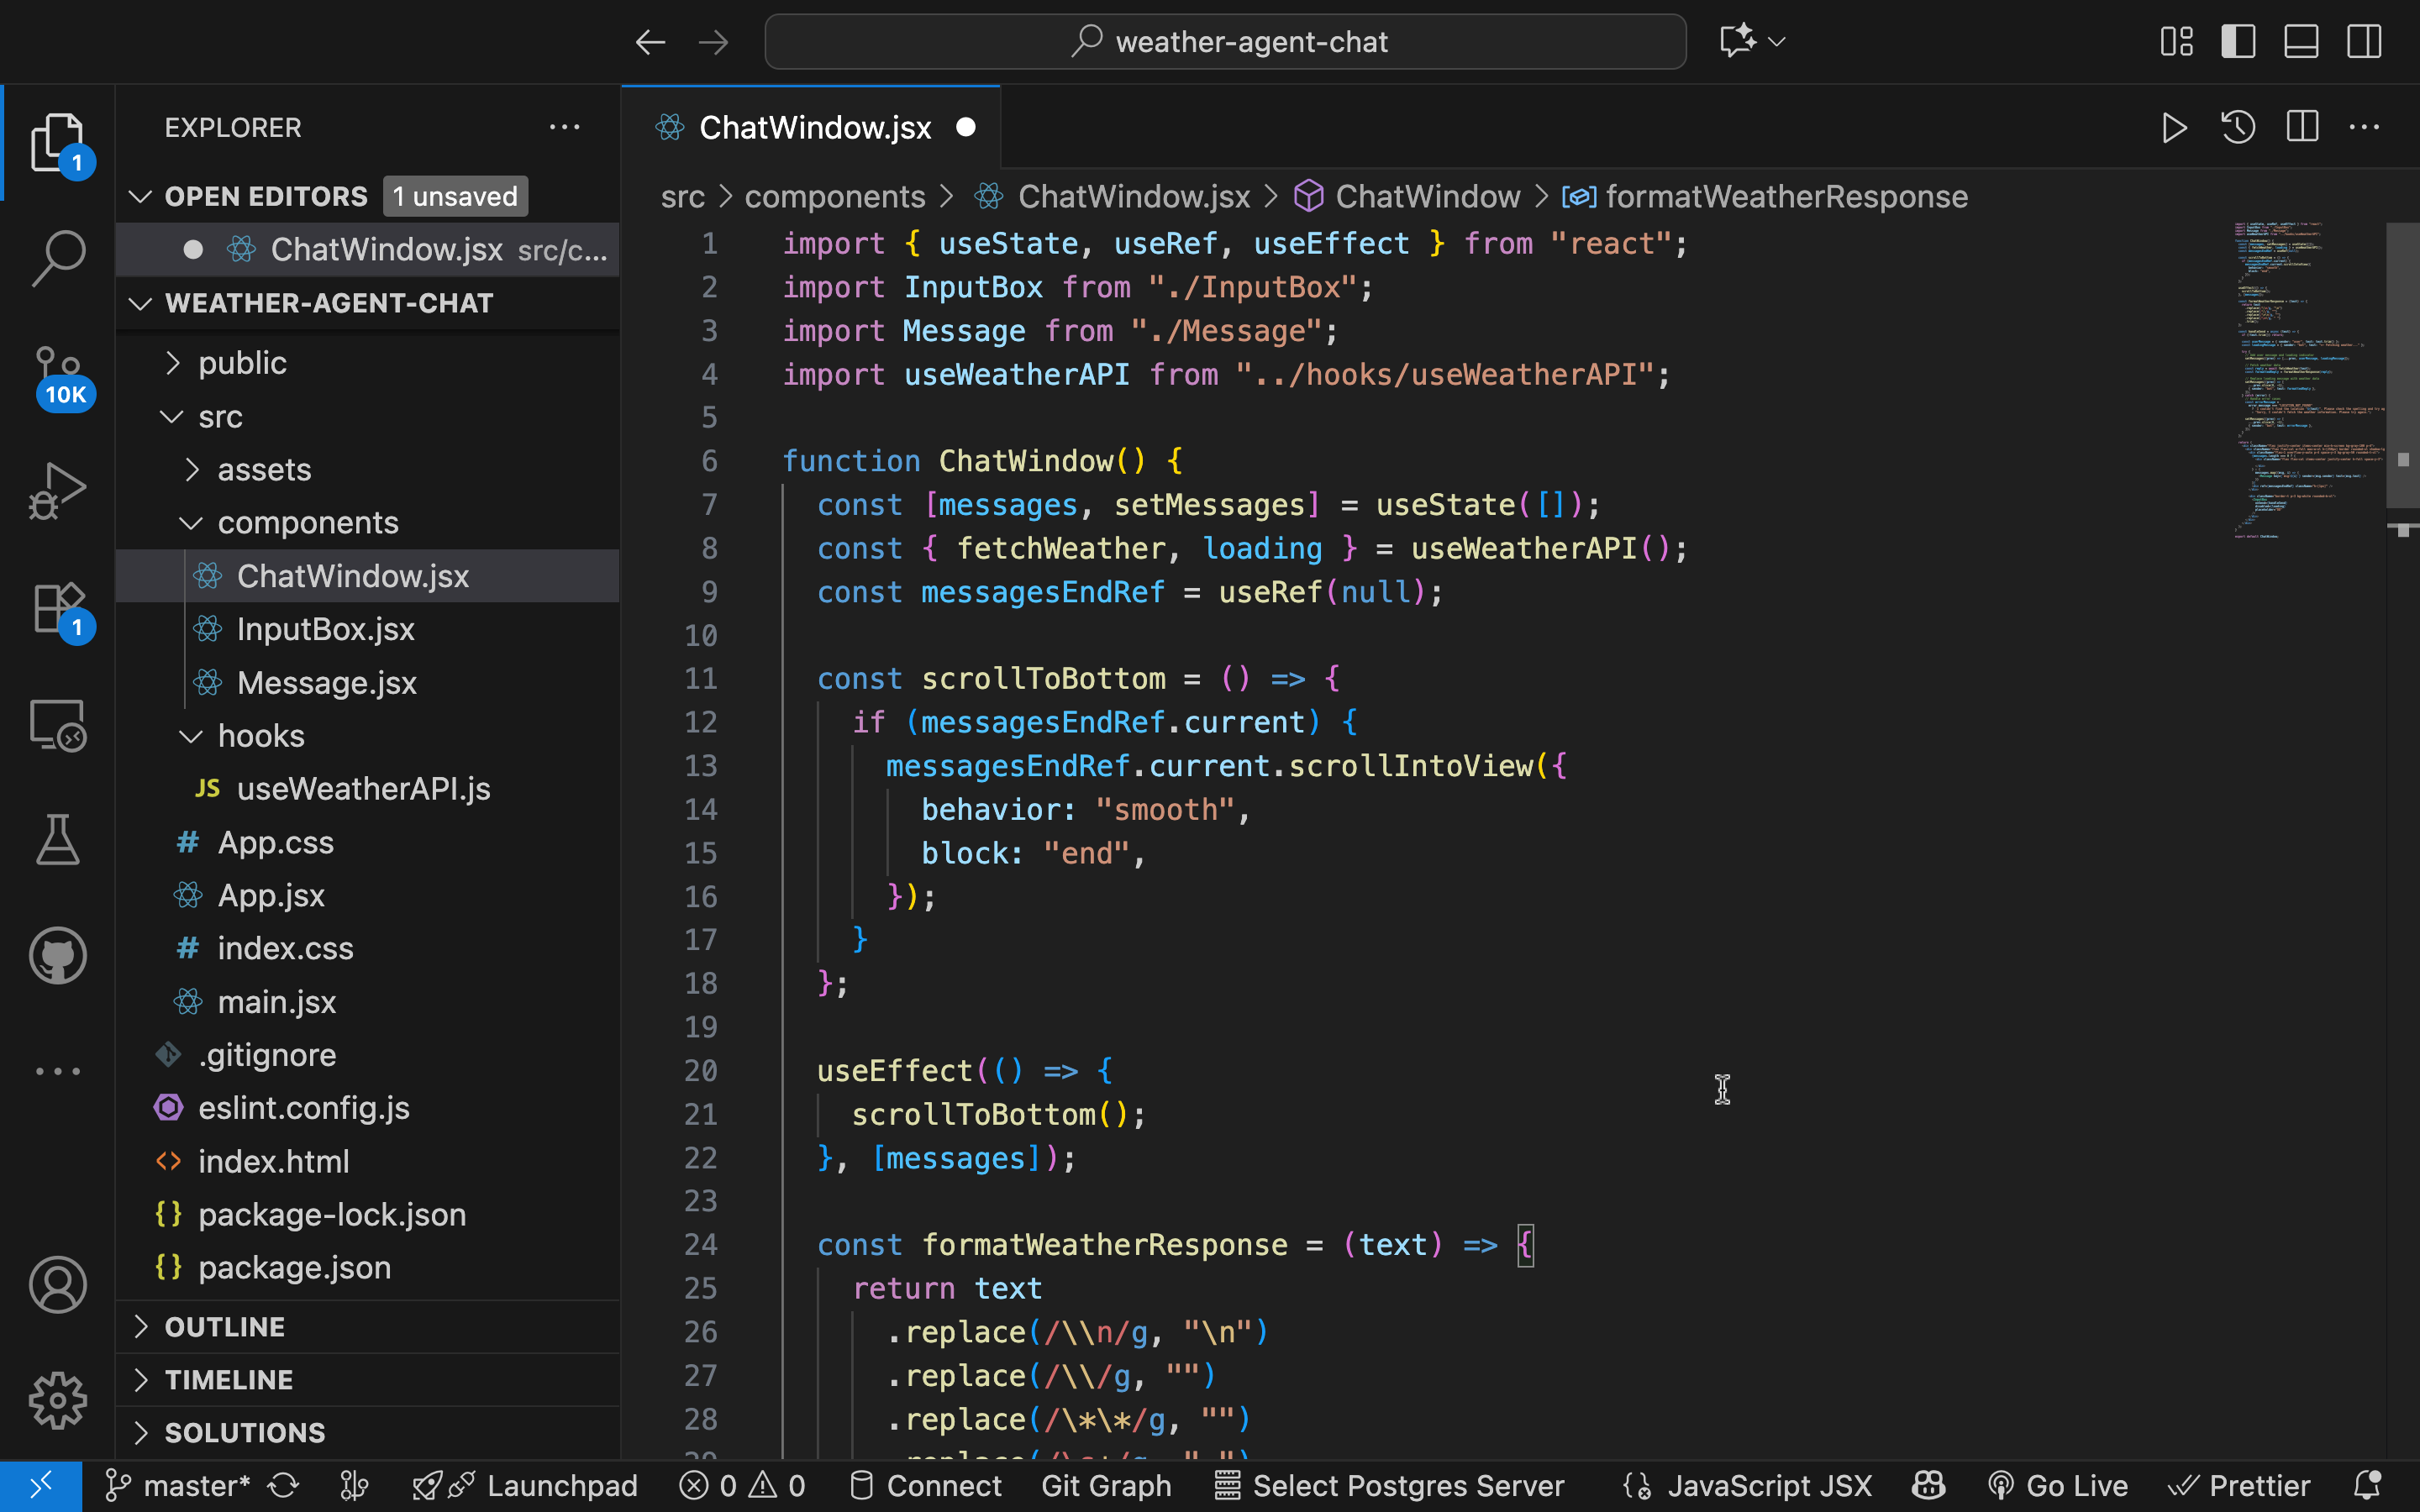 weather-agent-chat
EXPLORER
1
OPEN EDITORS 1 unsaved
ChatWindow.jsx src/c...
WEATHER-AGENT-CHAT
public
src
assets
components
ChatWindow.jsx
InputBox.jsx
Message.jsx
hooks
JS useWeatherAPI.js
# App.css
App.jsx
# index.css
main.jsx
.gitignore
eslint.config.js
<> index.html
{} package-lock.json
{} package.json
OUTLINE
TIMELINE
SOLUTIONS
10K
1
ChatWindow.jsx
src > components > ChatWindow.jsx > ChatWindow > formatWeatherResponse
1 import { useState, useRef, useEffect } from "react";
2 import InputBox from "./InputBox";
3 import Message from "./Message";
4 import useWeatherAPI from "../hooks/useWeatherAPI";
5
6 function ChatWindow() {
7 const [messages, setMessages] = useState([]);
8 const { fetchWeather, loading } = useWeatherAPI();
9 const messagesEndRef = useRef(null);
10
11 const scrollToBottom = () => {
12 if (messagesEndRef.current) {
13 messagesEndRef.current.scrollIntoView({
14 behavior: "smooth",
15 block: "end",
16 });
17 }
18 };
19
20 useEffect(() => {
21 scrollToBottom();
22 }, [messages]);
23
24 const formatWeatherResponse = (text) => {
25 return text
26 .replace(/\\n/g, "\n")
27 .replace(/\\/g, "")
28 .replace(/\*\*/g, "")
master* Launchpad 0 0 Connect Git Graph Select Postgres Server JavaScript JSX Go Live Prettier